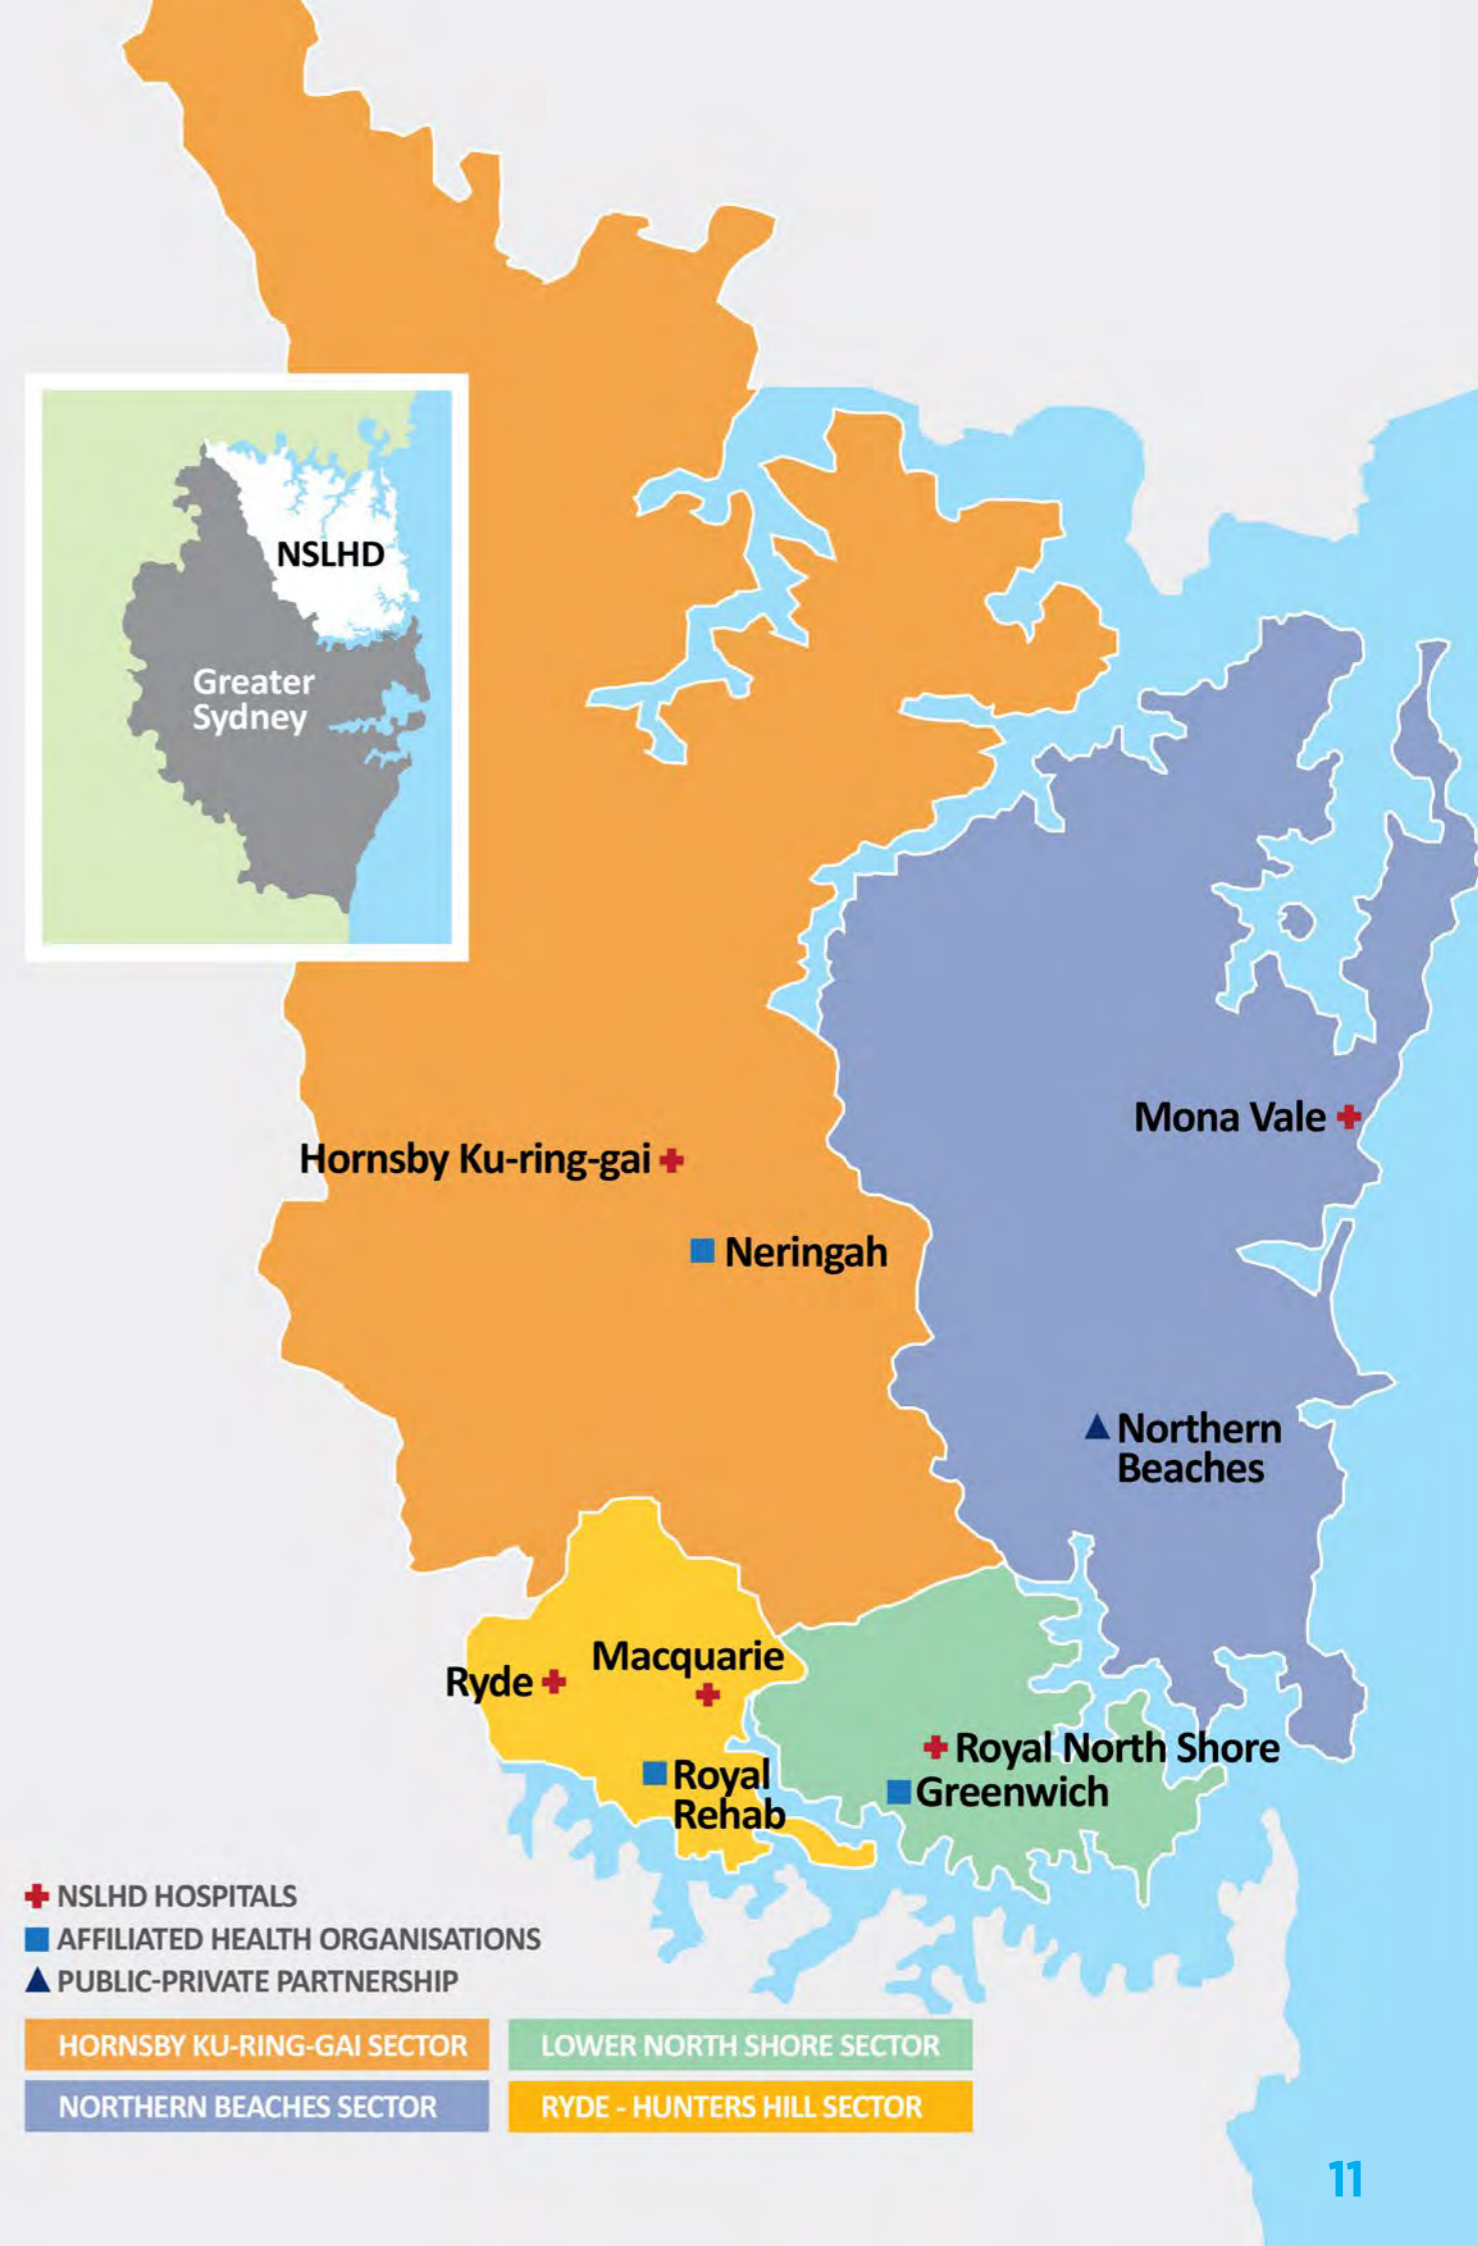 NSLHD
Greater
Sydney
Mona Vale
Hornsby Ku-ring-gai
Neringah
Northern
Beaches
Macquarie
Ryde
Royal North Shore
Royal
Rehab
Greenwich
NSLHD HOSPITALS
AFFILIATED HEALTH ORGANISATIONS
PUBLIC-PRIVATE PARTNERSHIP
HORNSBY KU-RING-GAI SECTOR
LOWER NORTH SHORE SECTOR
NORTHERN BEACHES SECTOR
RYDE - HUNTERS HILL SECTOR
11